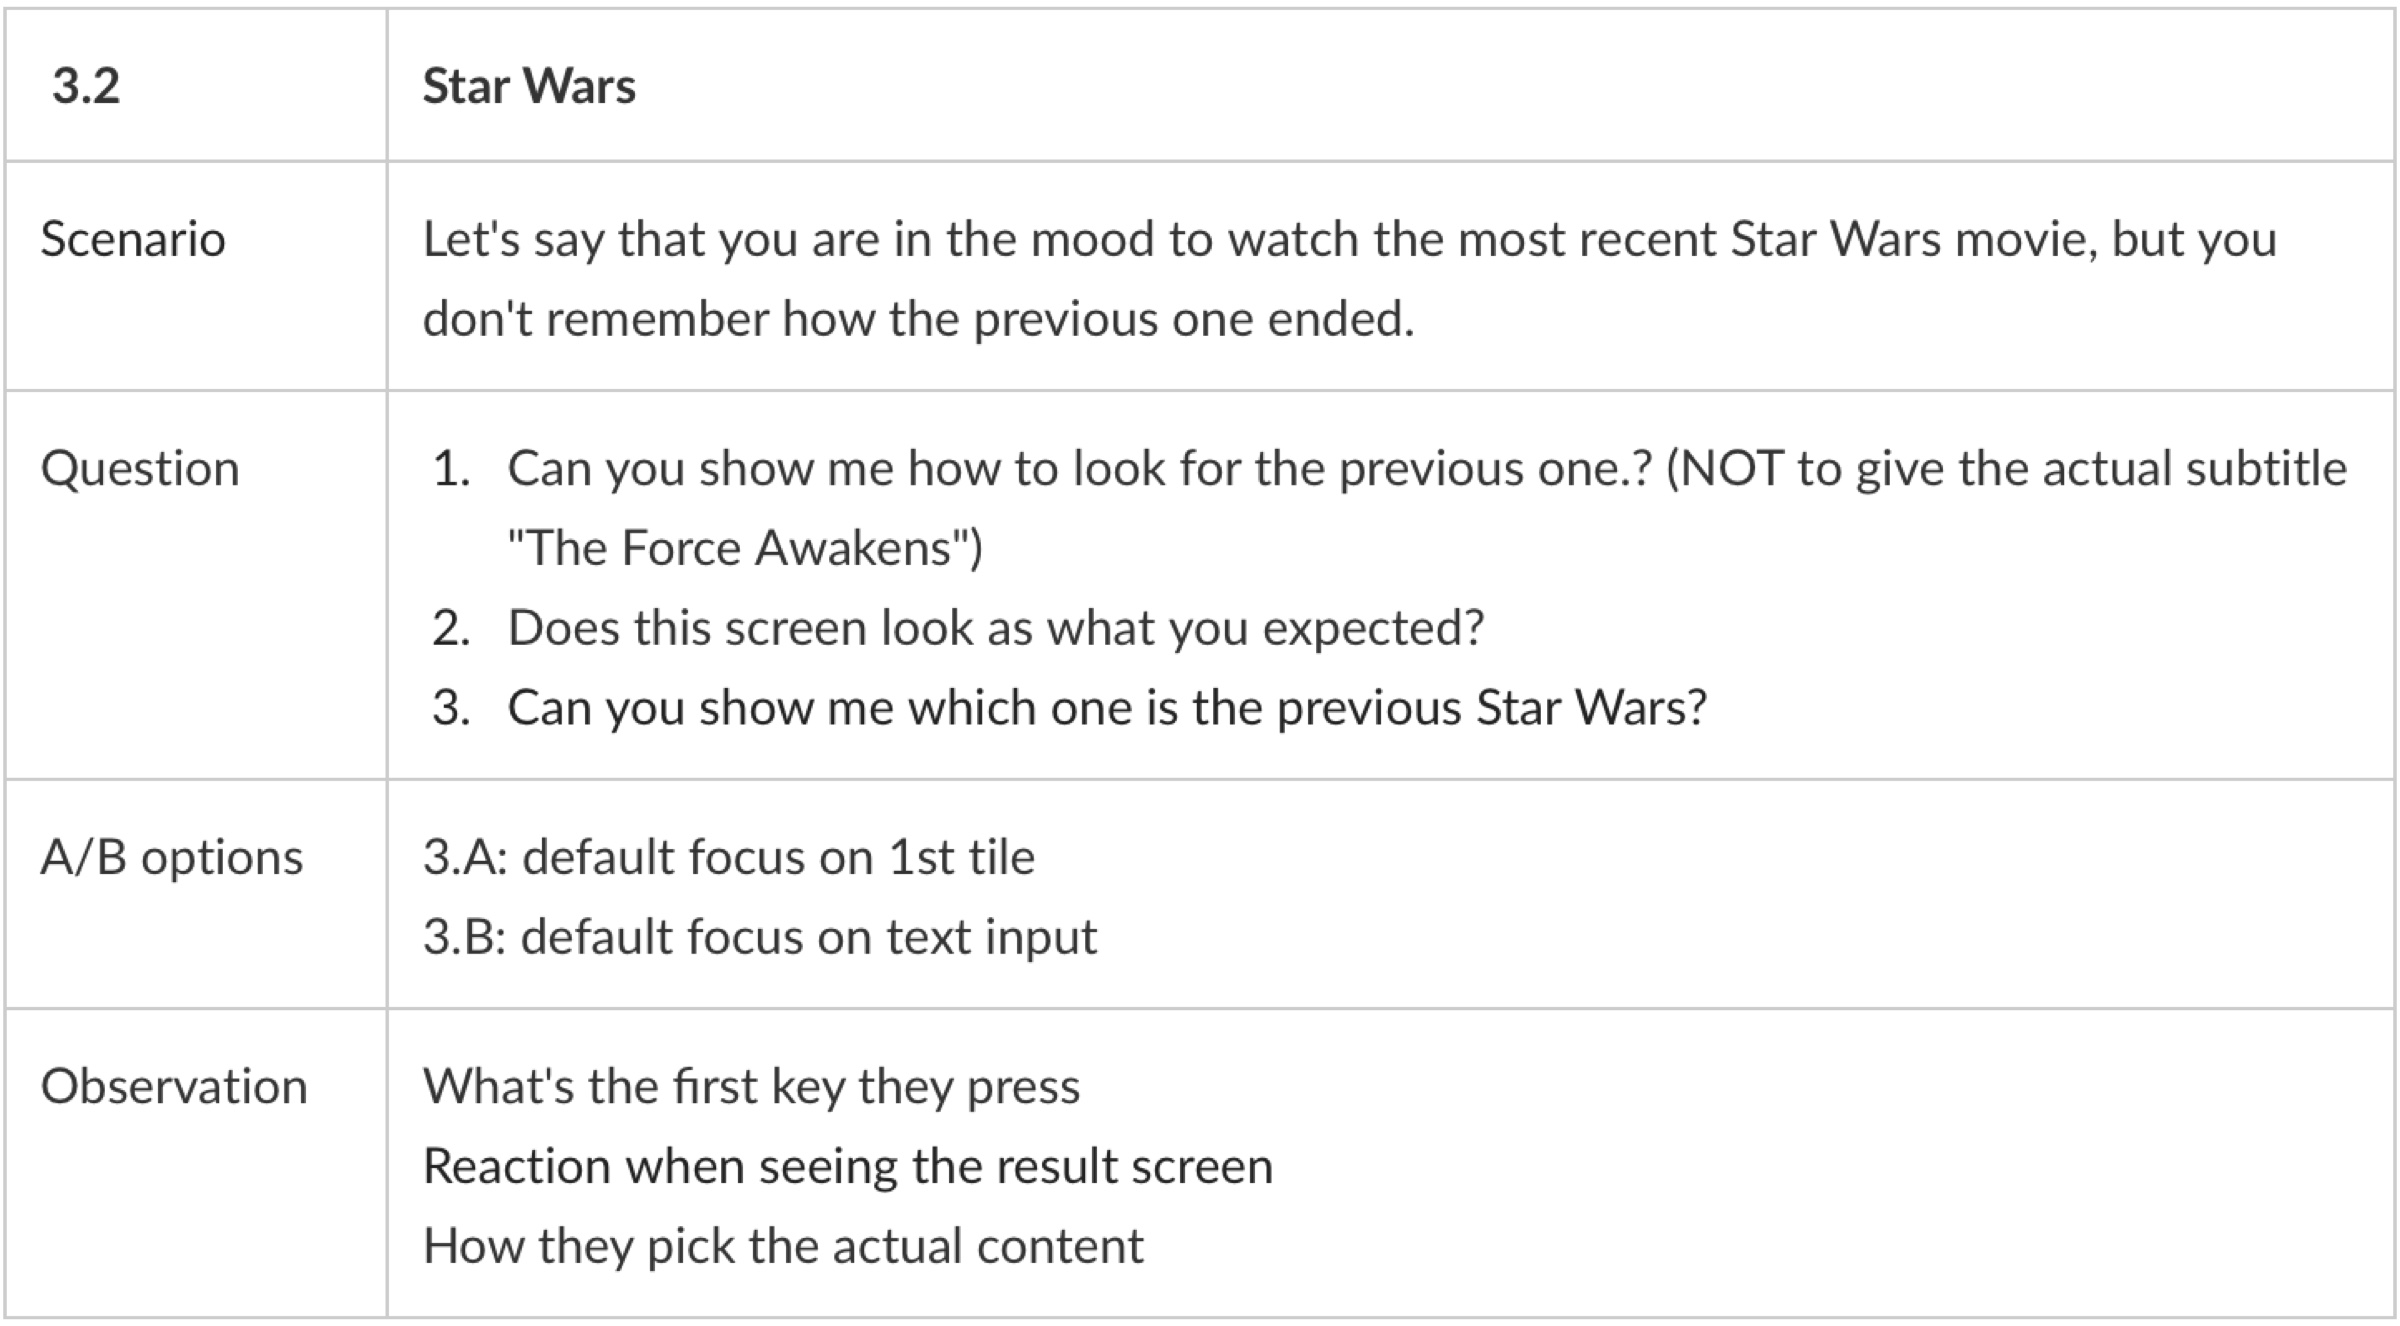 3.2
Star Wars
Scenario
Let's say that you are in the mood to watch the most recent Star Wars movie, but you
don't remember how the previous one ended.
Question
1. Can you show me how to look for the previous one.? (NOT to give the actual subtitle
"The Force Awakens")
2. Does this screen look as what you expected?
3. Can you show me which one is the previous Star Wars?
A/B options
3.A: default focus on 1st tile
3.B: default focus on text input
Observation
What's the first key they press
Reaction when seeing the result screen
How they pick the actual content